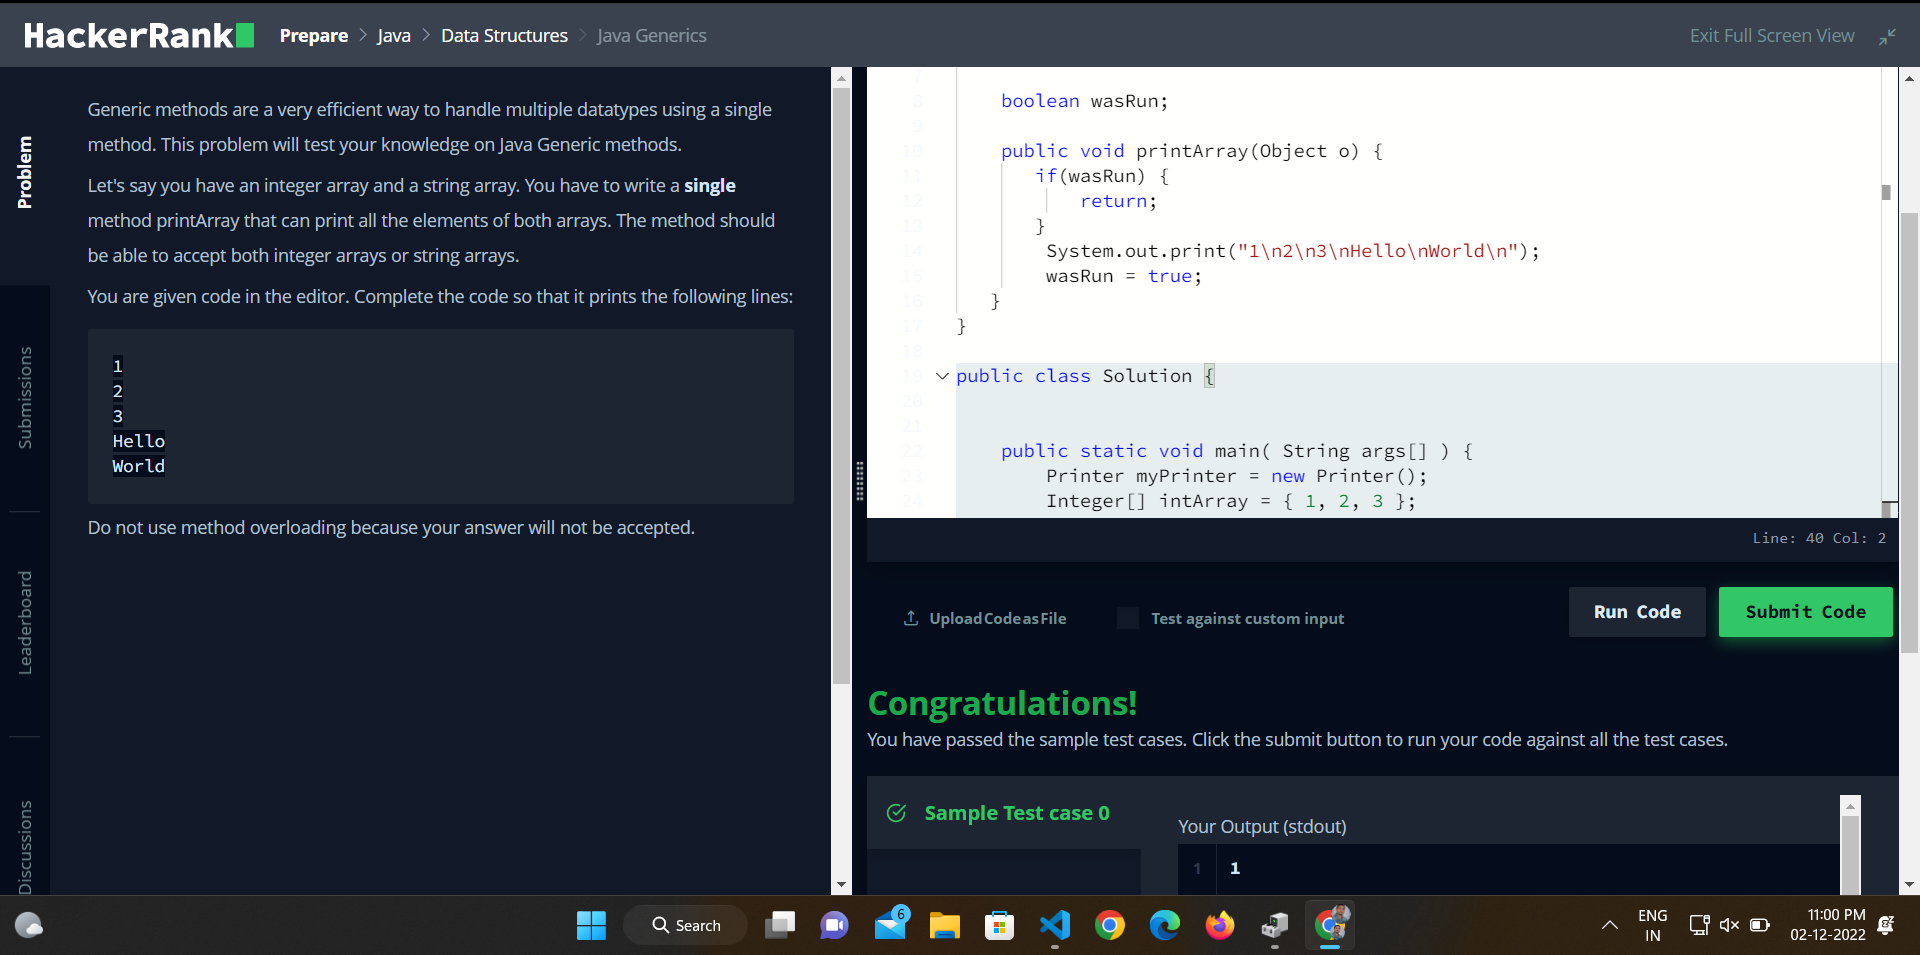 HackerRank
Prepare > Java > Data Structures > Java Generics
Exit Full Screen View
Problem
Submissions
Leaderboard
Discussions
Generic methods are a very efficient way to handle multiple datatypes using a single
method. This problem will test your knowledge on Java Generic methods.
Let's say you have an integer array and a string array. You have to write a single
method printArray that can print all the elements of both arrays. The method should
be able to accept both integer arrays or string arrays.
You are given code in the editor. Complete the code so that it prints the following lines:
1
2
3
Hello
World
Do not use method overloading because your answer will not be accepted.
7
8 boolean wasRun;
9
10 public void printArray(Object o) {
11 if(wasRun) {
12 return;
13 }
14 System.out.print("1\n2\n3\nHello\nWorld\n");
15 wasRun = true;
16 }
17 }
18
19 public class Solution {
20
21
22 public static void main( String args[] ) {
23 Printer myPrinter = new Printer();
24 Integer[] intArray = { 1, 2, 3 };
Line: 40 Col: 2
Upload Code as File
Test against custom input
Run Code
Submit Code
Congratulations!
You have passed the sample test cases. Click the submit button to run your code against all the test cases.
Sample Test case 0
Your Output (stdout)
1 1
Search
6
ENG
IN
11:00 PM
02-12-2022